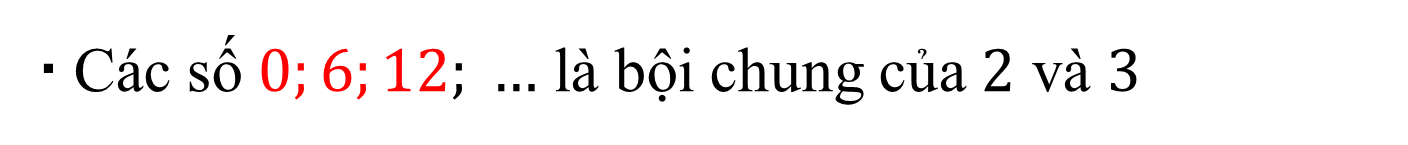 ▪ Các số 0; 6; 12; ... là bội chung của 2 và 3